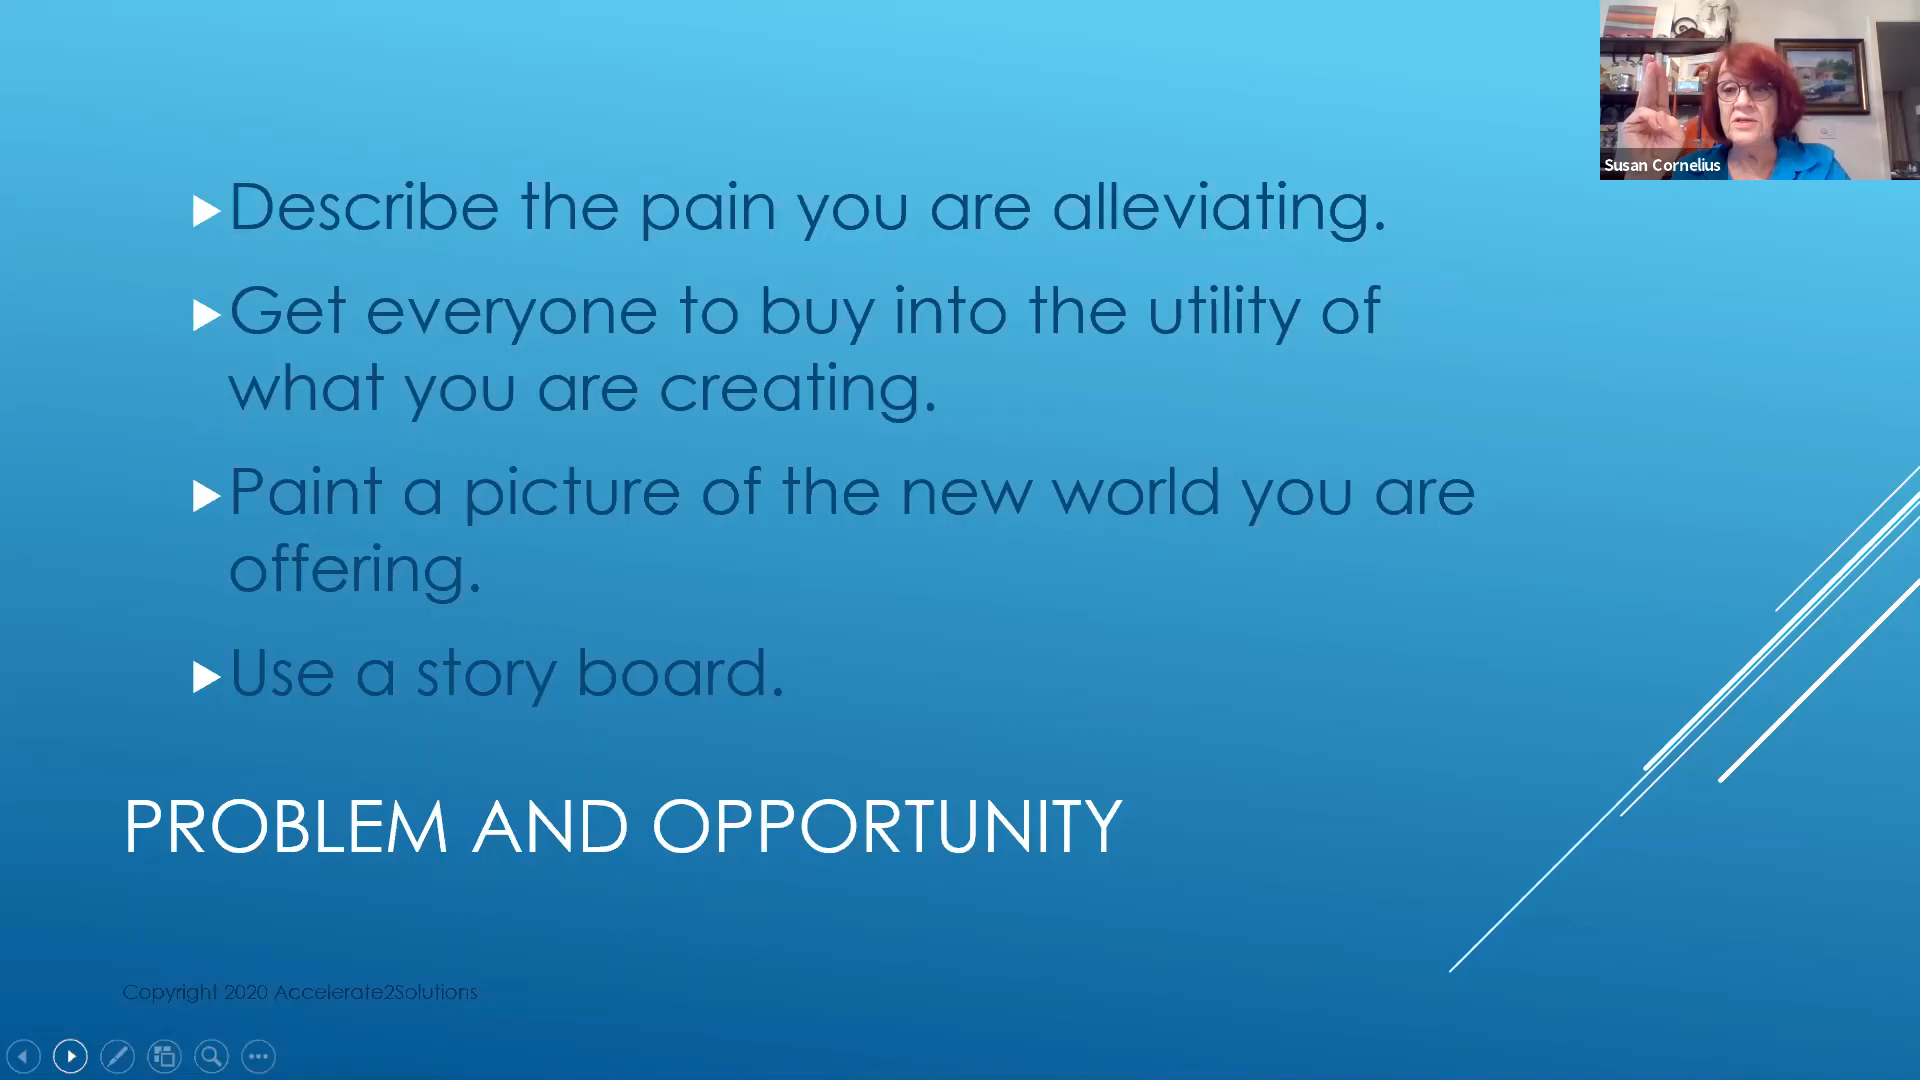 Susan Cornelius
Describe the pain you are alleviating.
Get everyone to buy into the utility of
what you are creating.
Paint a picture of the new world you are
offering.
Use a story board.
PROBLEM AND OPPORTUNITY
Copyright 2020 Accelerate2Solutions